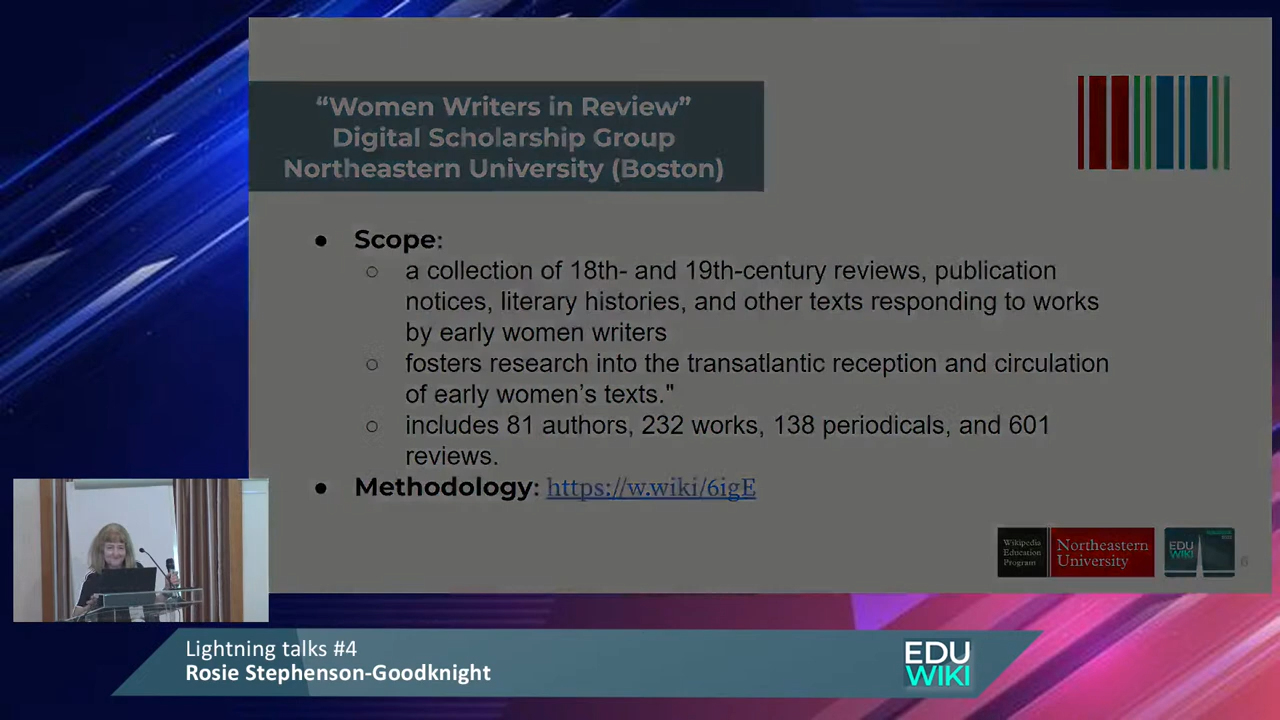 “Women Writers in Review”
Digital Scholarship Group
Northeastern University (Boston)
● Scope:
○ a collection of 18th- and 19th-century reviews, publication
notices, literary histories, and other texts responding to works
by early women writers
○ fosters research into the transatlantic reception and circulation
of early women’s texts."
○ includes 81 authors, 232 works, 138 periodicals, and 601
reviews.
● Methodology: https://w.wiki/6igE
Wikipedia
Education
Program
Northeastern
University
EDU
WIKI
6
Lightning talks #4
Rosie Stephenson-Goodknight
EDU
WIKI